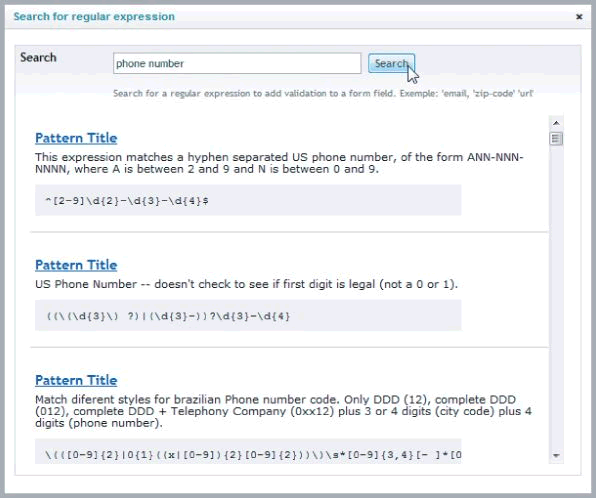 Search for regular expression
Search
phone number
Search
Search for a regular expression to add validation to a form field. Exemple: 'email, 'zip-code' 'url'
Pattern Title
This expression matches a hyphen separated US phone number, of the form ANN-NNN-
NNNN, where A is between 2 and 9 and N is between 0 and 9.
^[2-9]\d{2}-\d{3}-\d{4}$
Pattern Title
US Phone Number -- doesn't check to see if first digit is legal (not a 0 or 1).
((\(\d{3}\) ?)|(\d{3}-))?\d{3}-\d{4}
Pattern Title
Match diferent styles for brazilian Phone number code. Only DDD (12), complete DDD
(012), complete DDD + Telephony Company (0xx12) plus 3 or 4 digits (city code) plus 4
digits (phone number).
\(([0-9]{2}|0{1}((x|[0-9]){2}[0-9]{2}))\)\s*[0-9]{3,4}[- ]*[0